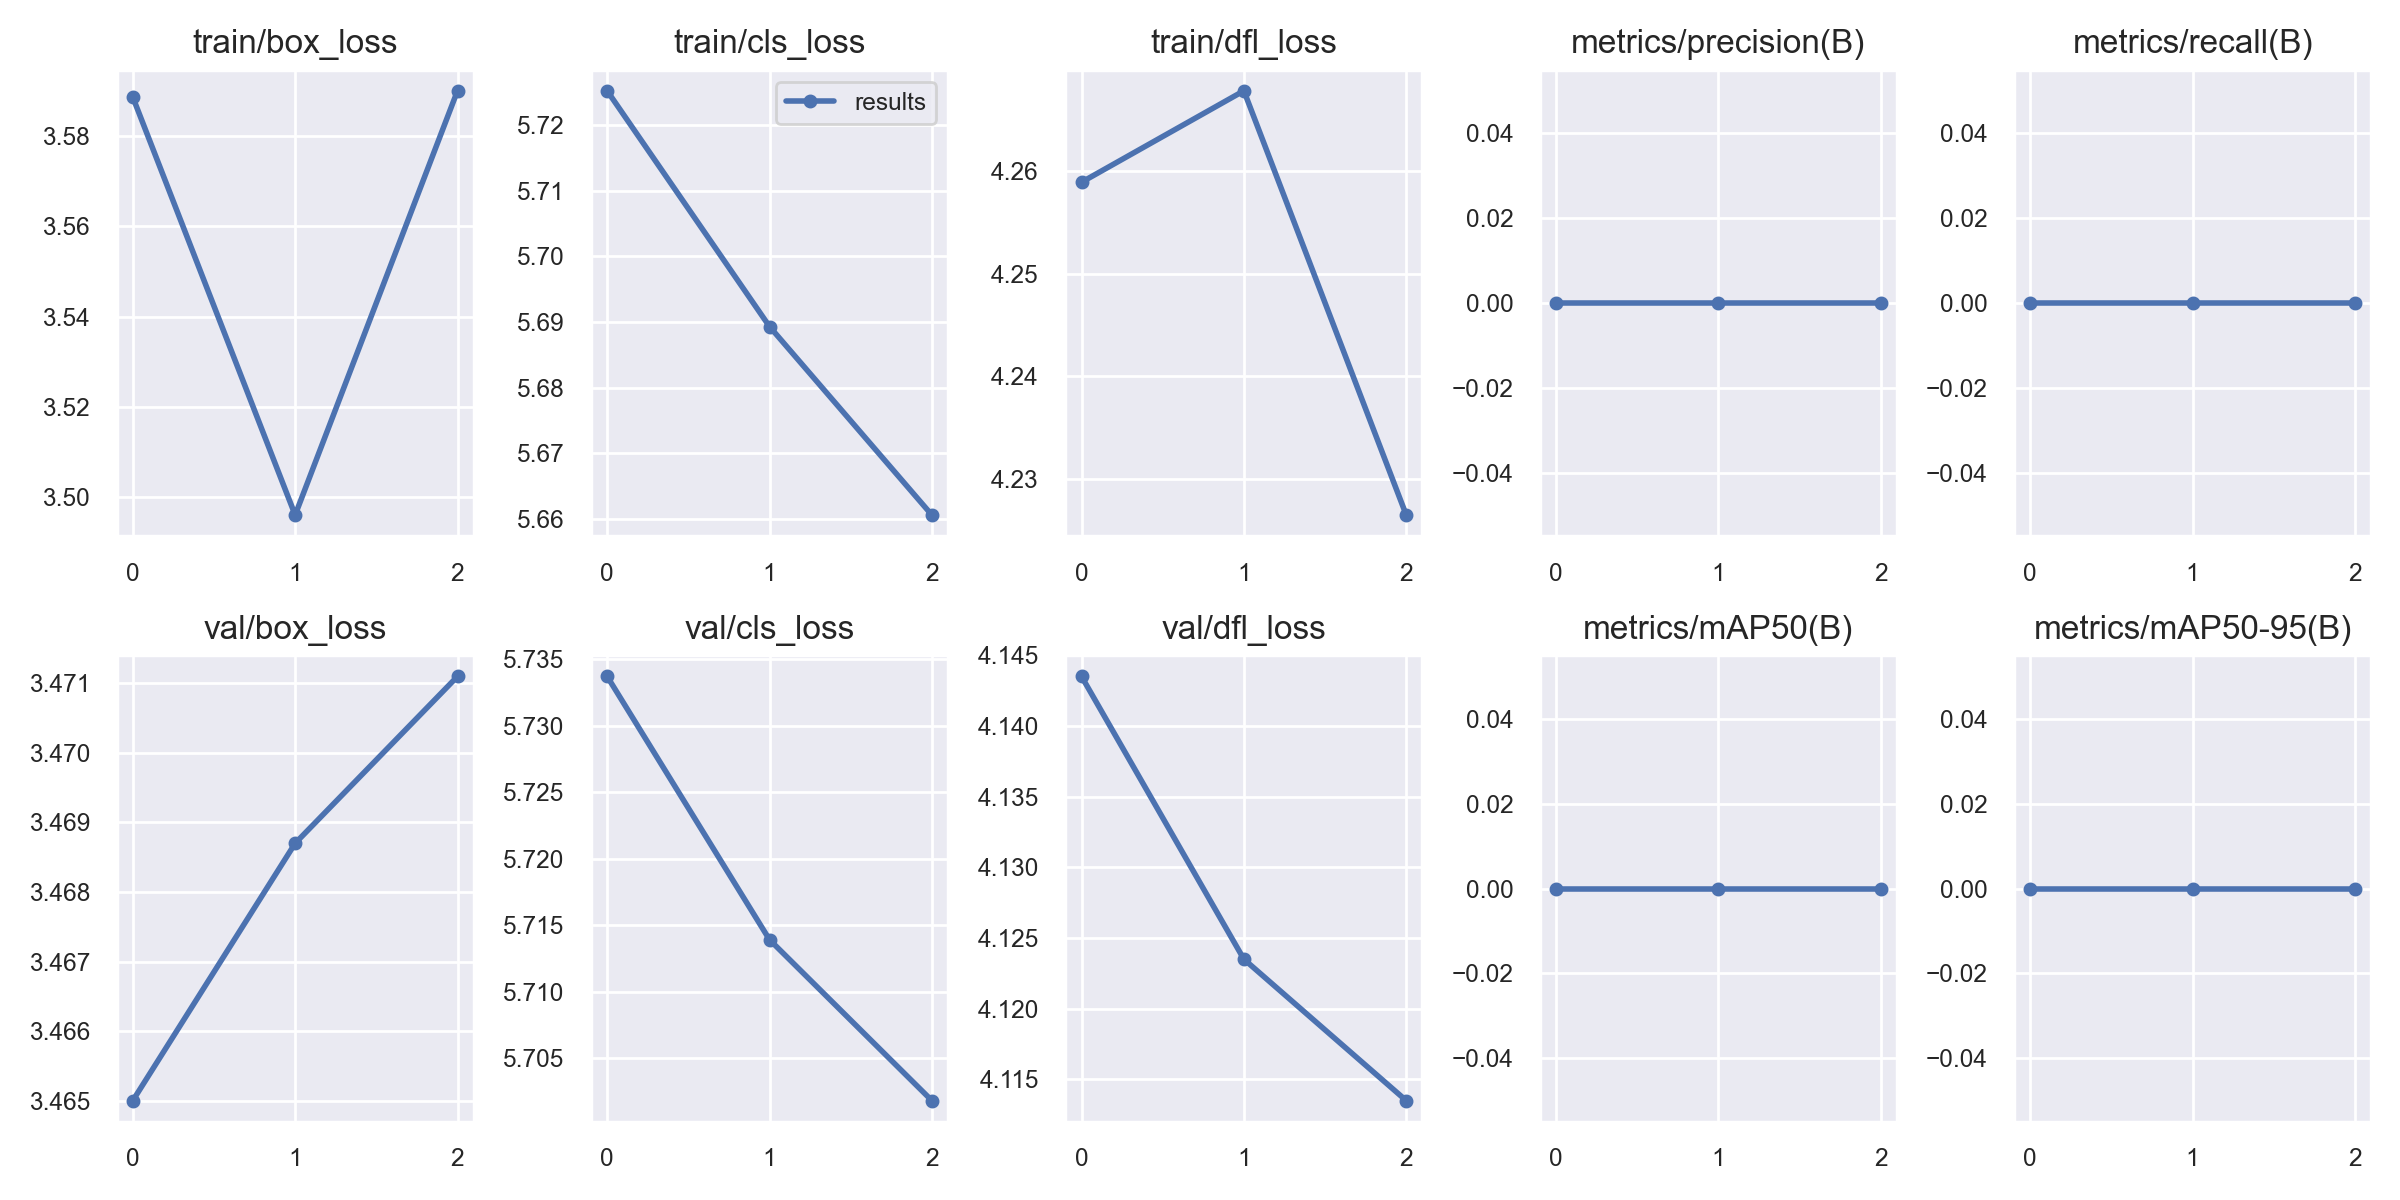 train/box_loss
3.58
3.56
3.54
3.52
3.50
0 1 2
train/cls_loss
results
5.72
5.71
5.70
5.69
5.68
5.67
5.66
0 1 2
train/dfl_loss
4.26
4.25
4.24
4.23
0 1 2
metrics/precision(B)
0.04
0.02
0.00
−0.02
−0.04
0 1 2
metrics/recall(B)
0.04
0.02
0.00
−0.02
−0.04
0 1 2
val/box_loss
3.471
3.470
3.469
3.468
3.467
3.466
3.465
0 1 2
val/cls_loss
5.735
5.730
5.725
5.720
5.715
5.710
5.705
0 1 2
val/dfl_loss
4.145
4.140
4.135
4.130
4.125
4.120
4.115
0 1 2
metrics/mAP50(B)
0.04
0.02
0.00
−0.02
−0.04
0 1 2
metrics/mAP50-95(B)
0.04
0.02
0.00
−0.02
−0.04
0 1 2